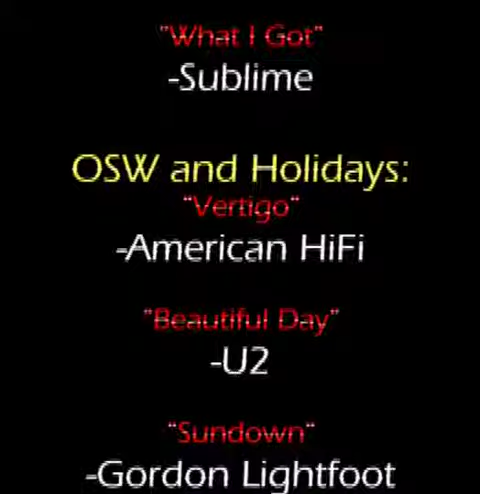 "What I Got"
-Sublime
OSW and Holidays:
"Vertigo"
-American HiFi
"Beautiful Day"
-U2
"Sundown"
-Gordon Lightfoot